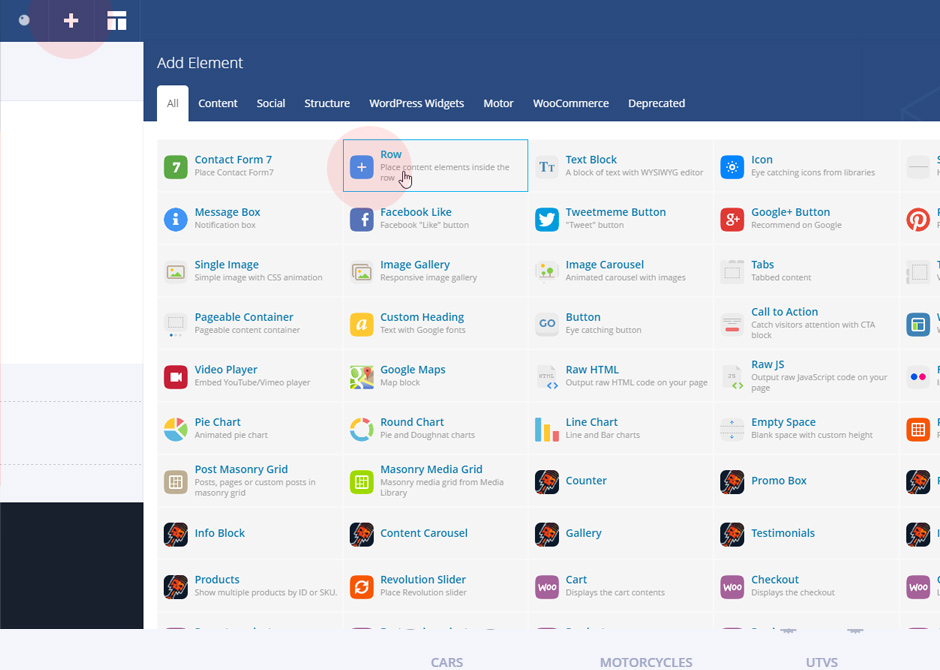 Add Element
All Content Social Structure WordPress Widgets Motor WooCommerce Deprecated
7 Contact Form 7
Place Contact Form7
Row
Place content elements inside the
row
Tт Text Block
A block of text with WYSIWYG editor
Icon
Eye catching icons from libraries
Message Box
Notification box
Facebook Like
Facebook "Like" button
Tweetmeme Button
"Tweet" button
g+ Google+ Button
Recommend on Google
Single Image
Simple image with CSS animation
Image Gallery
Responsive image gallery
Image Carousel
Animated carousel with images
Tabs
Tabbed content
Pageable Container
Pageable content container
a Custom Heading
Text with Google fonts
GO Button
Eye catching button
Call to Action
Catch visitors attention with CTA
block
Video Player
Embed YouTube/Vimeo player
Google Maps
Map block
HTML Raw HTML
Output raw HTML code on your page
JS Raw JS
Output raw JavaScript code on your
page
Pie Chart
Animated pie chart
Round Chart
Pie and Doughnat charts
Line Chart
Line and Bar charts
Empty Space
Blank space with custom height
Post Masonry Grid
Posts, pages or custom posts in
masonry grid
Masonry Media Grid
Masonry media grid from Media
Library
Counter
Promo Box
Info Block
Content Carousel
Gallery
Testimonials
Products
Show multiple products by ID or SKU.
Revolution Slider
Place Revolution slider
Woo Cart
Displays the cart contents
Woo Checkout
Displays the checkout
Woo
CARS MOTORCYCLES UTVS